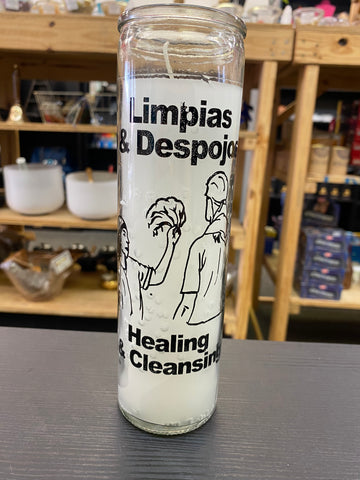 Limpias
& Despojos
Healing
& Cleansing